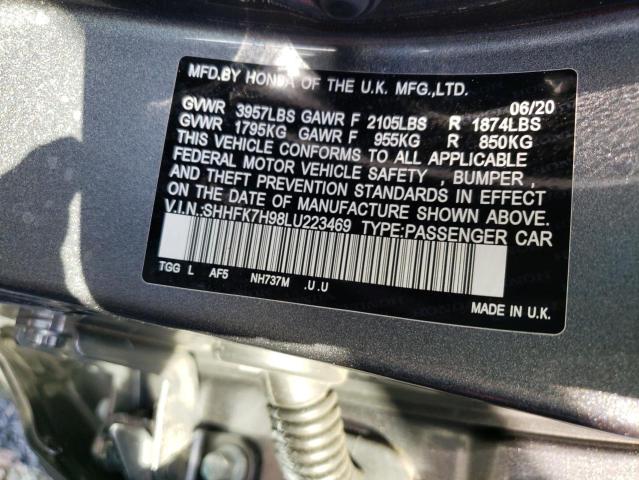 MFD.BY HONDA OF THE U.K. MFG.,LTD.
06/20
GVWR 3957LBS GAWR F 2105LBS R 1874LBS
GVWR 1795KG GAWR F 955KG R 850KG
THIS VEHICLE CONFORMS TO ALL APPLICABLE
FEDERAL MOTOR VEHICLE SAFETY , BUMPER ,
AND THEFT PREVENTION STANDARDS IN EFFECT
ON THE DATE OF MANUFACTURE SHOWN ABOVE.
V.I.N.:SHHFK7H98LU223469 TYPE:PASSENGER CAR
TGG L AF5 NH737M .U.U
MADE IN U.K.